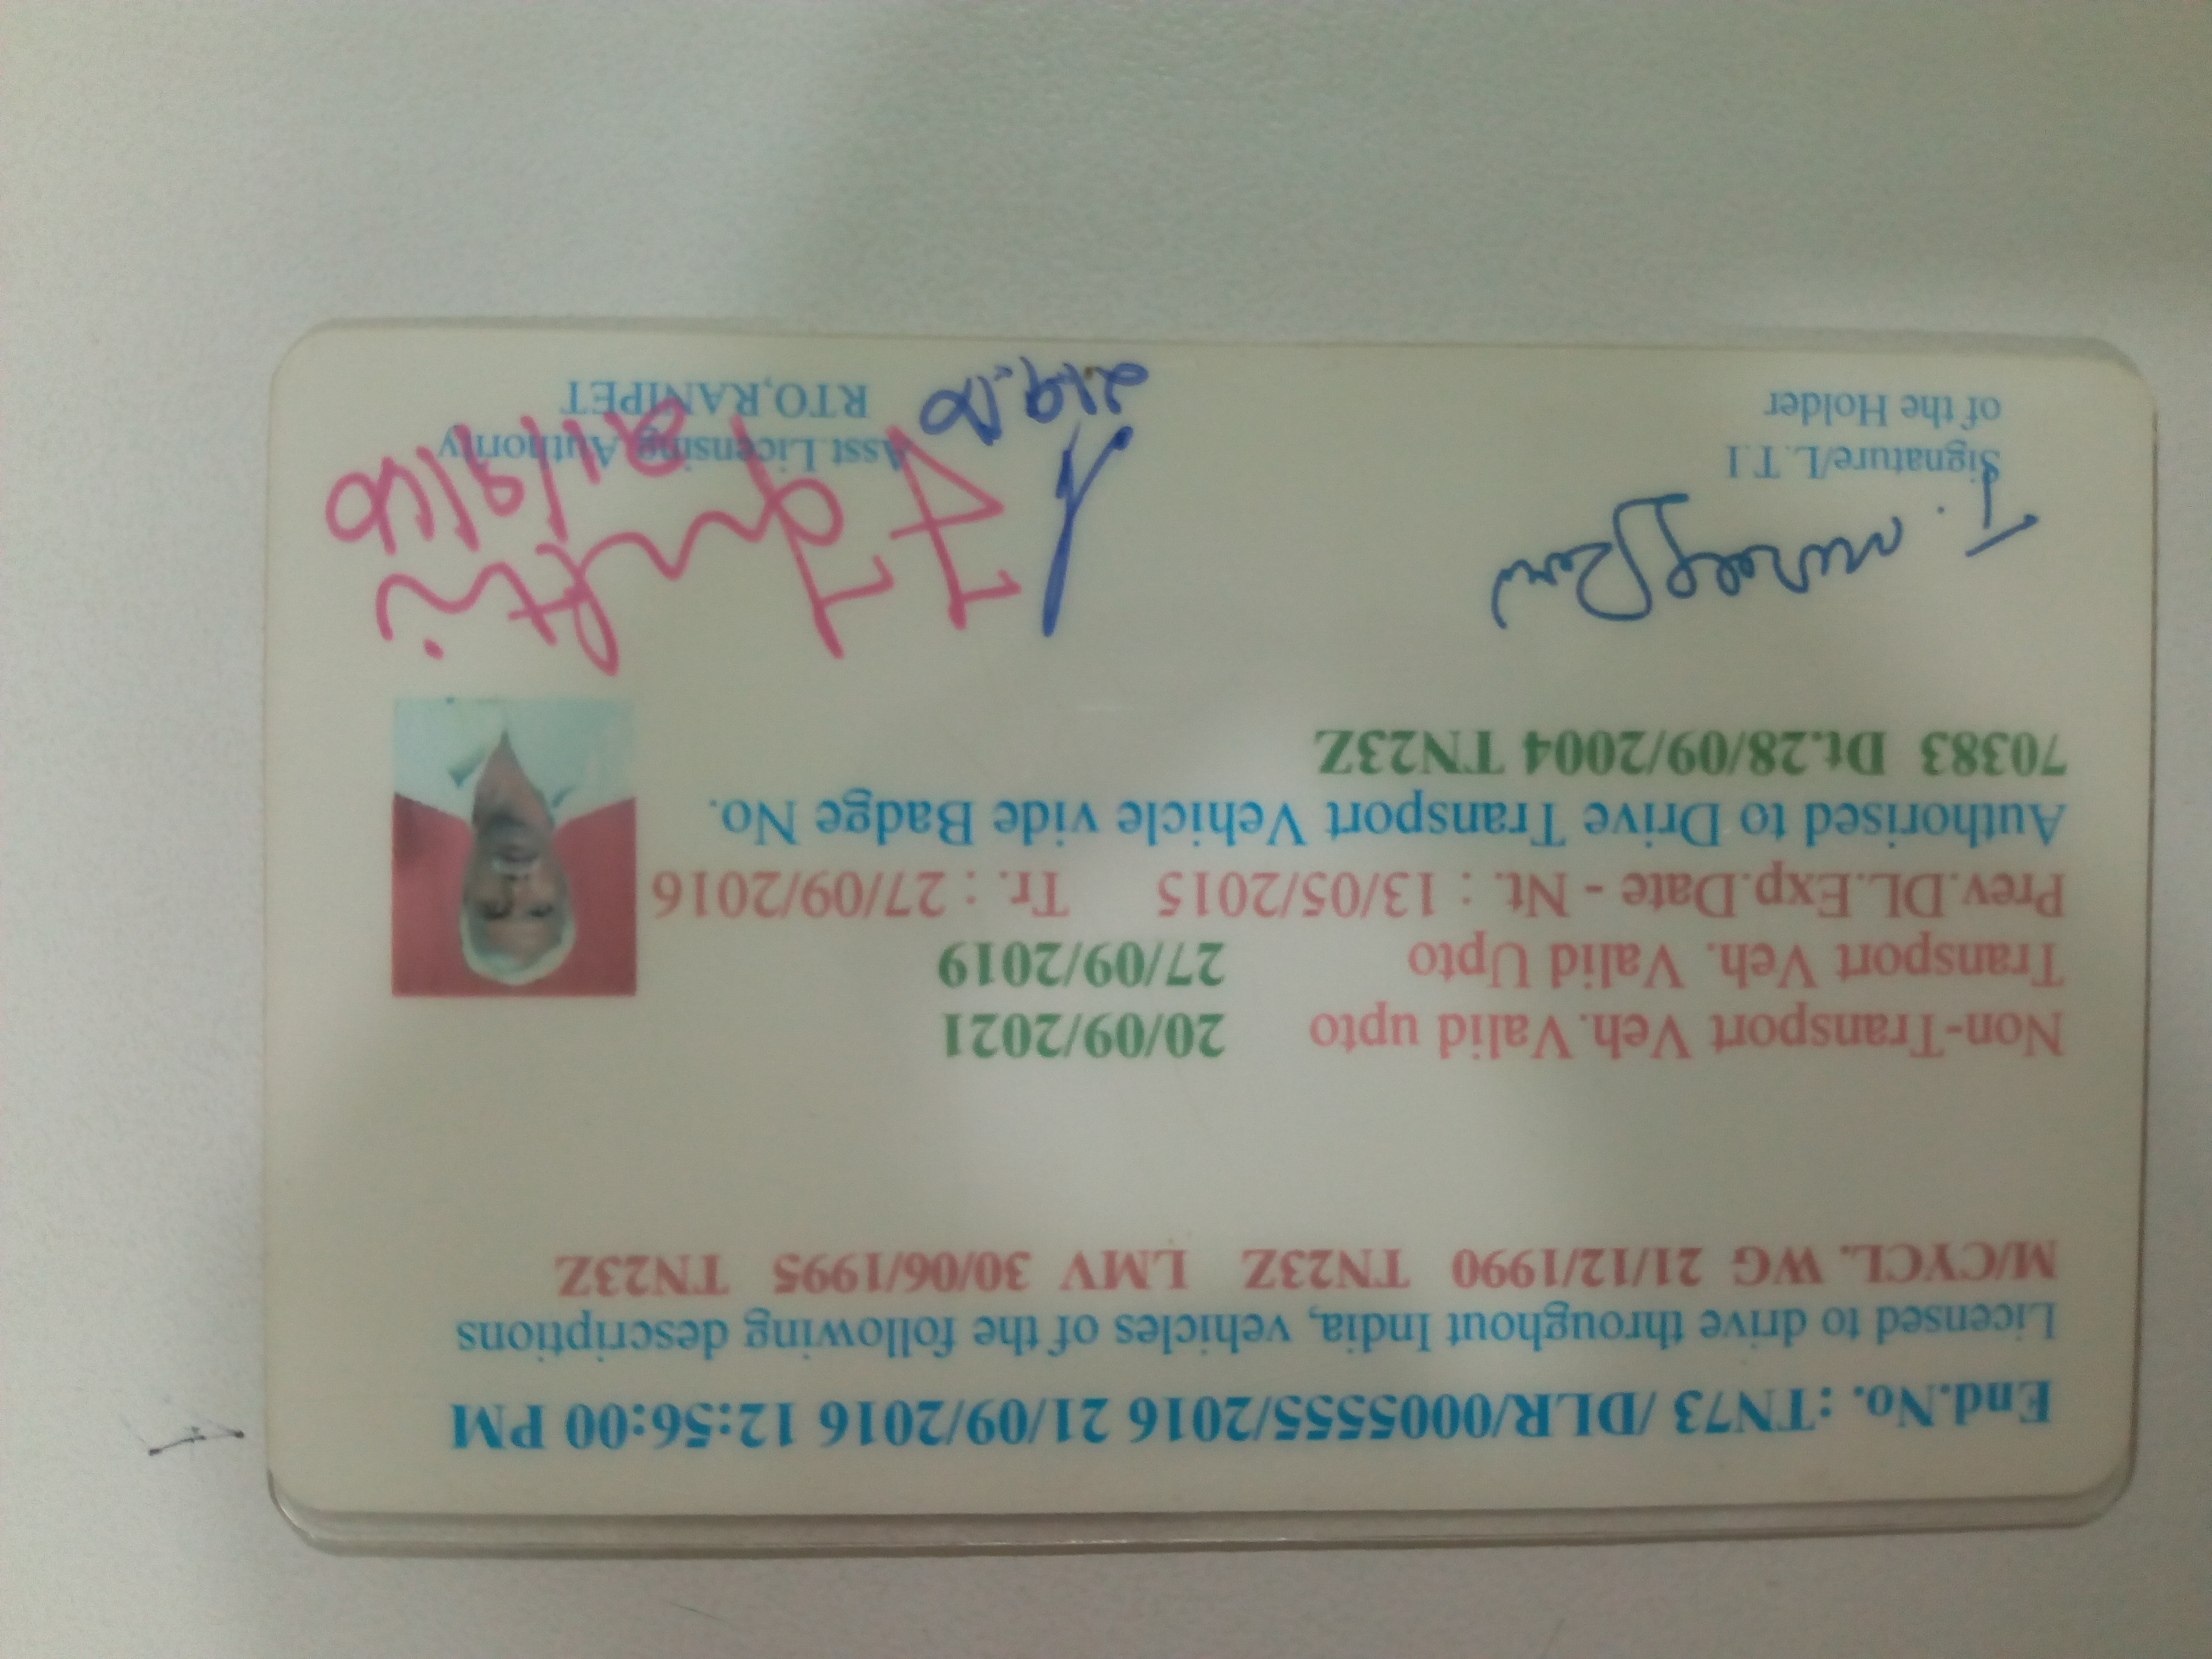 End.No. :TN73 /DLR/0005555/2016 21/09/2016 12:56:00 PM
Licensed to drive throughout India, vehicles of the following descriptions
M/CYCL. WG 21/12/1990 TN23Z LMV 30/06/1995 TN23Z
Non-Transport Veh.Valid upto 20/09/2021
Transport Veh. Valid Upto 27/09/2019
Prev.DL.Exp.Date - Nt. : 13/05/2015 Tr. : 27/09/2016
Authorised to Drive Transport Vehicle vide Badge No.
70383 Dt.28/09/2004 TN23Z
Signature/L.T.I
of the Holder
Asst Licensing Authority
RTO,RANIPET